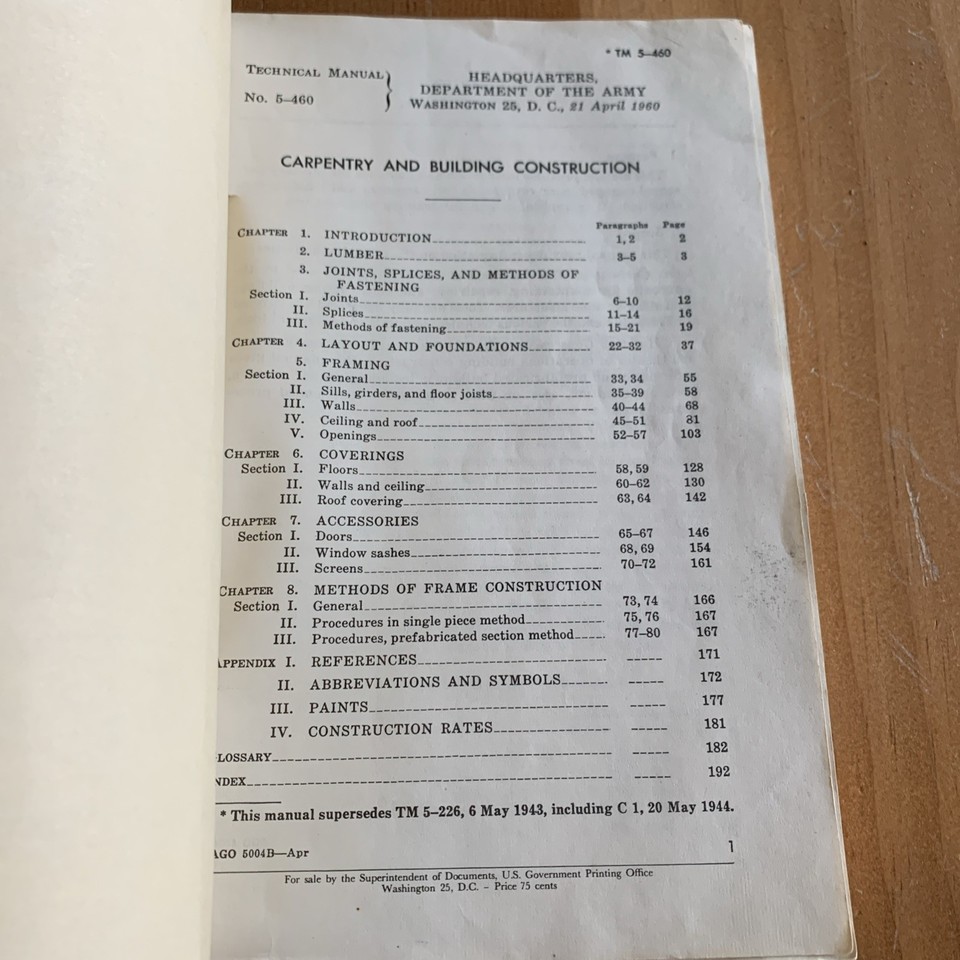 * TM 5–460
TECHNICAL MANUAL
No. 5–460
HEADQUARTERS,
DEPARTMENT OF THE ARMY
WASHINGTON 25, D. C., 21 April 1960
CARPENTRY AND BUILDING CONSTRUCTION
Paragraphs Page
CHAPTER 1. INTRODUCTION 1, 2 2
2. LUMBER 3–5 3
3. JOINTS, SPLICES, AND METHODS OF
FASTENING
Section I. Joints 6–10 12
II. Splices 11–14 16
III. Methods of fastening 15–21 19
CHAPTER 4. LAYOUT AND FOUNDATIONS 22–32 37
5. FRAMING
Section I. General 33, 34 55
II. Sills, girders, and floor joists 35–39 58
III. Walls 40–44 68
IV. Ceiling and roof 45–51 81
V. Openings 52–57 103
CHAPTER 6. COVERINGS
Section I. Floors 58, 59 128
II. Walls and ceiling 60–62 130
III. Roof covering 63, 64 142
CHAPTER 7. ACCESSORIES
Section I. Doors 65–67 146
II. Window sashes 68, 69 154
III. Screens 70–72 161
CHAPTER 8. METHODS OF FRAME CONSTRUCTION
Section I. General 73, 74 166
II. Procedures in single piece method 75, 76 167
III. Procedures, prefabricated section method 77–80 167
APPENDIX I. REFERENCES 171
II. ABBREVIATIONS AND SYMBOLS 172
III. PAINTS 177
IV. CONSTRUCTION RATES 181
LOSSARY 182
NDEX 192
* This manual supersedes TM 5–226, 6 May 1943, including C 1, 20 May 1944.
AGO 5004B—Apr 1
For sale by the Superintendent of Documents, U.S. Government Printing Office
Washington 25, D.C. – Price 75 cents